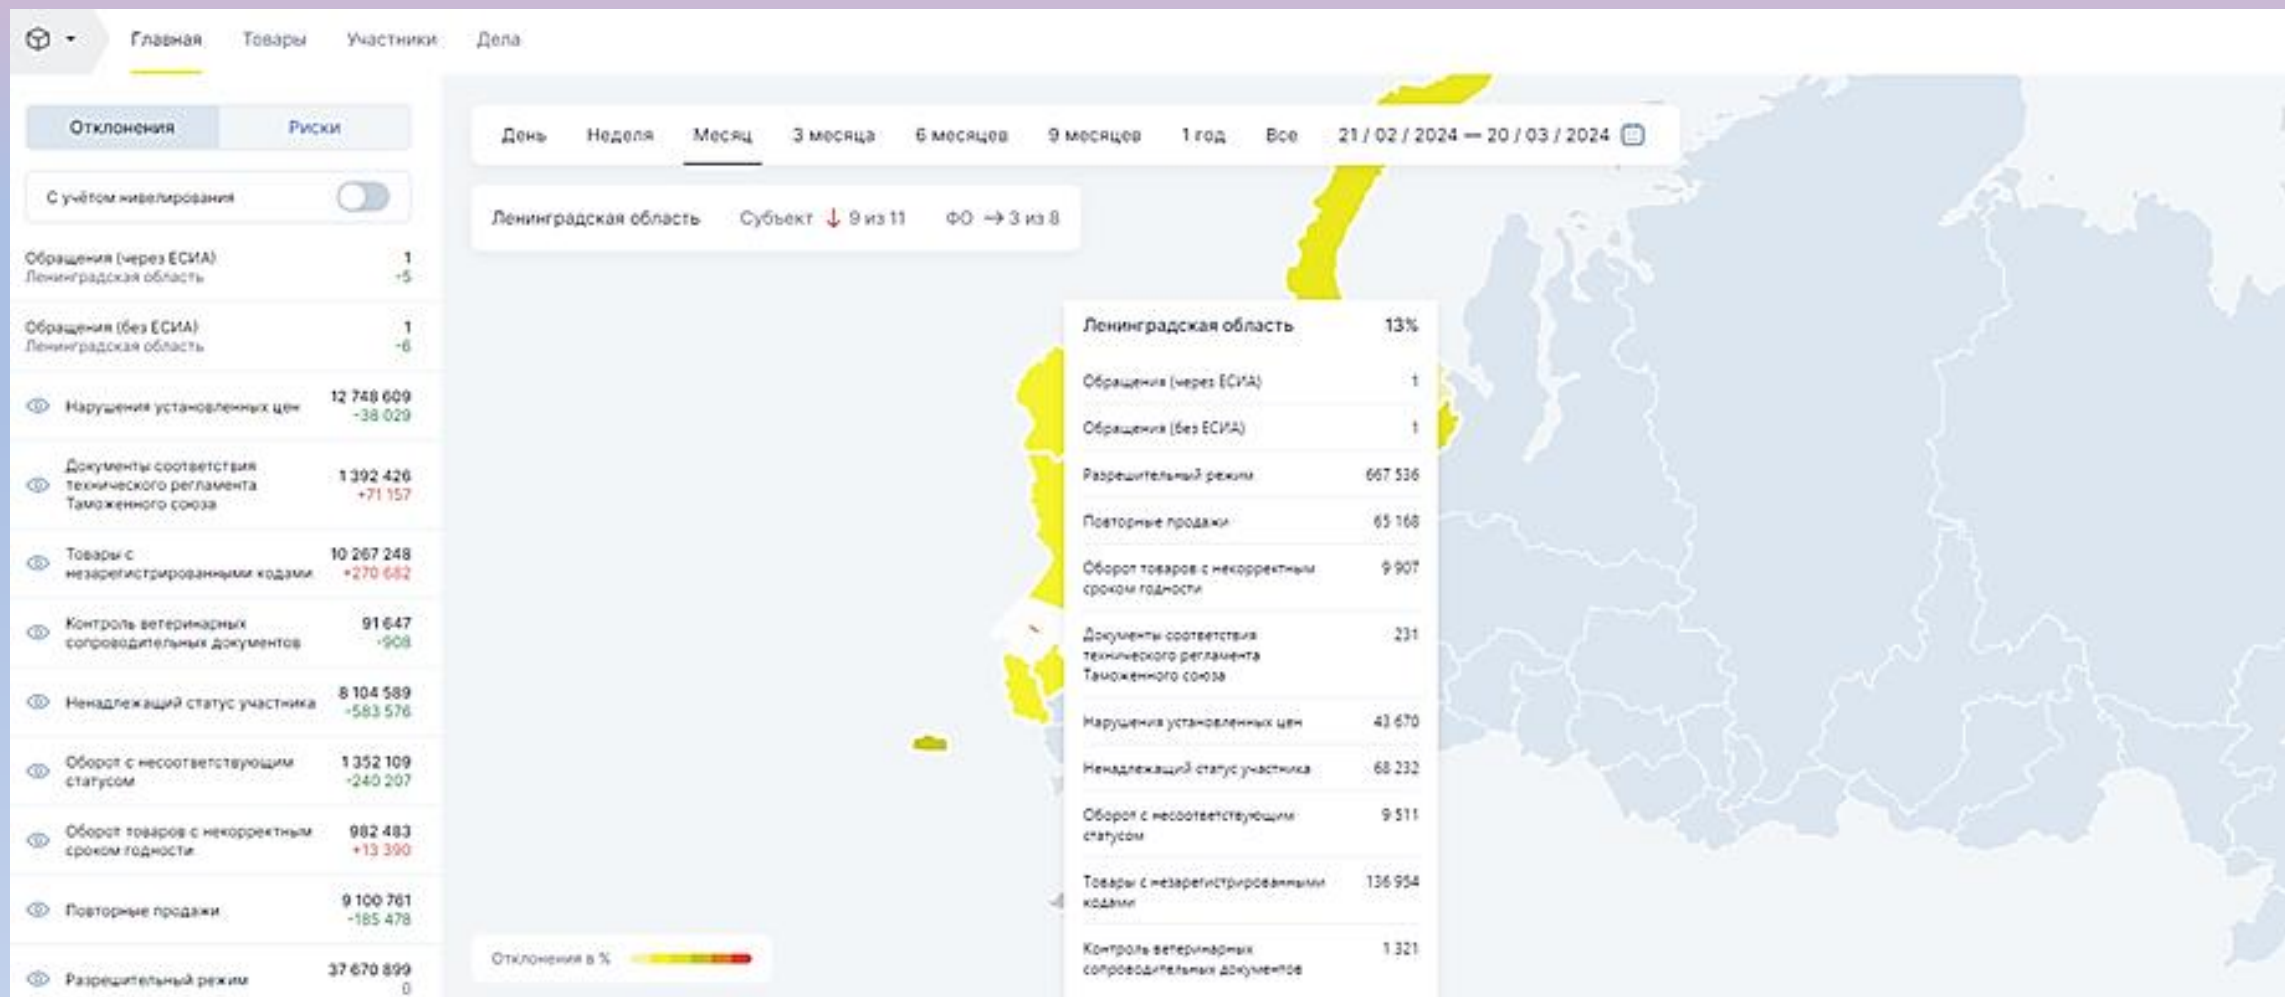 Главная Товары Участники Дела
Отклонения Риски
С учётом нивелирования
Обращения (через ЕСИА) 1
Ленинградская область -5
Обращения (без ЕСИА) 1
Ленинградская область -6
Нарушения установленных цен 12 748 609
-38 029
Документы соответствия
технического регламента
Таможенного союза
1 392 426
+71 157
Товары с
незарегистрированными кодами
10 267 248
+270 682
Контроль ветеринарных
сопроводительных документов
91 647
-908
Ненадлежащий статус участника 8 104 589
-583 576
Оборот с несоответствующим
статусом
1 352 109
-240 207
Оборот товаров с некорректным
сроком годности
982 483
+13 390
Повторные продажи 9 100 761
-185 478
Разрешительный режим 37 670 899
0
День Неделя Месяц 3 месяца 6 месяцев 9 месяцев 1 год Все 21 / 02 / 2024 — 20 / 03 / 2024
Ленинградская область Субъект ↓ 9 из 11 ФО → 3 из 8
Ленинградская область 13%
Обращения (через ЕСИА) 1
Обращения (без ЕСИА) 1
Разрешительный режим 667 536
Повторные продажи 65 168
Оборот товаров с некорректным 9 907
сроком годности
Документы соответствия 231
технического регламента
Таможенного союза
Нарушения установленных цен 43 670
Ненадлежащий статус участника 68 232
Оборот с несоответствующим 9 511
статусом
Товары с незарегистрированными 136 954
кодами
Контроль ветеринарных 1 321
сопроводительных документов
Отклонения в %